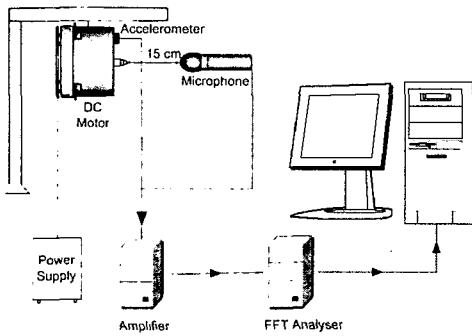 Accelerometer
15 cm
Microphone
DC
Motor
Power
Supply
Amplifier
FFT Analyser